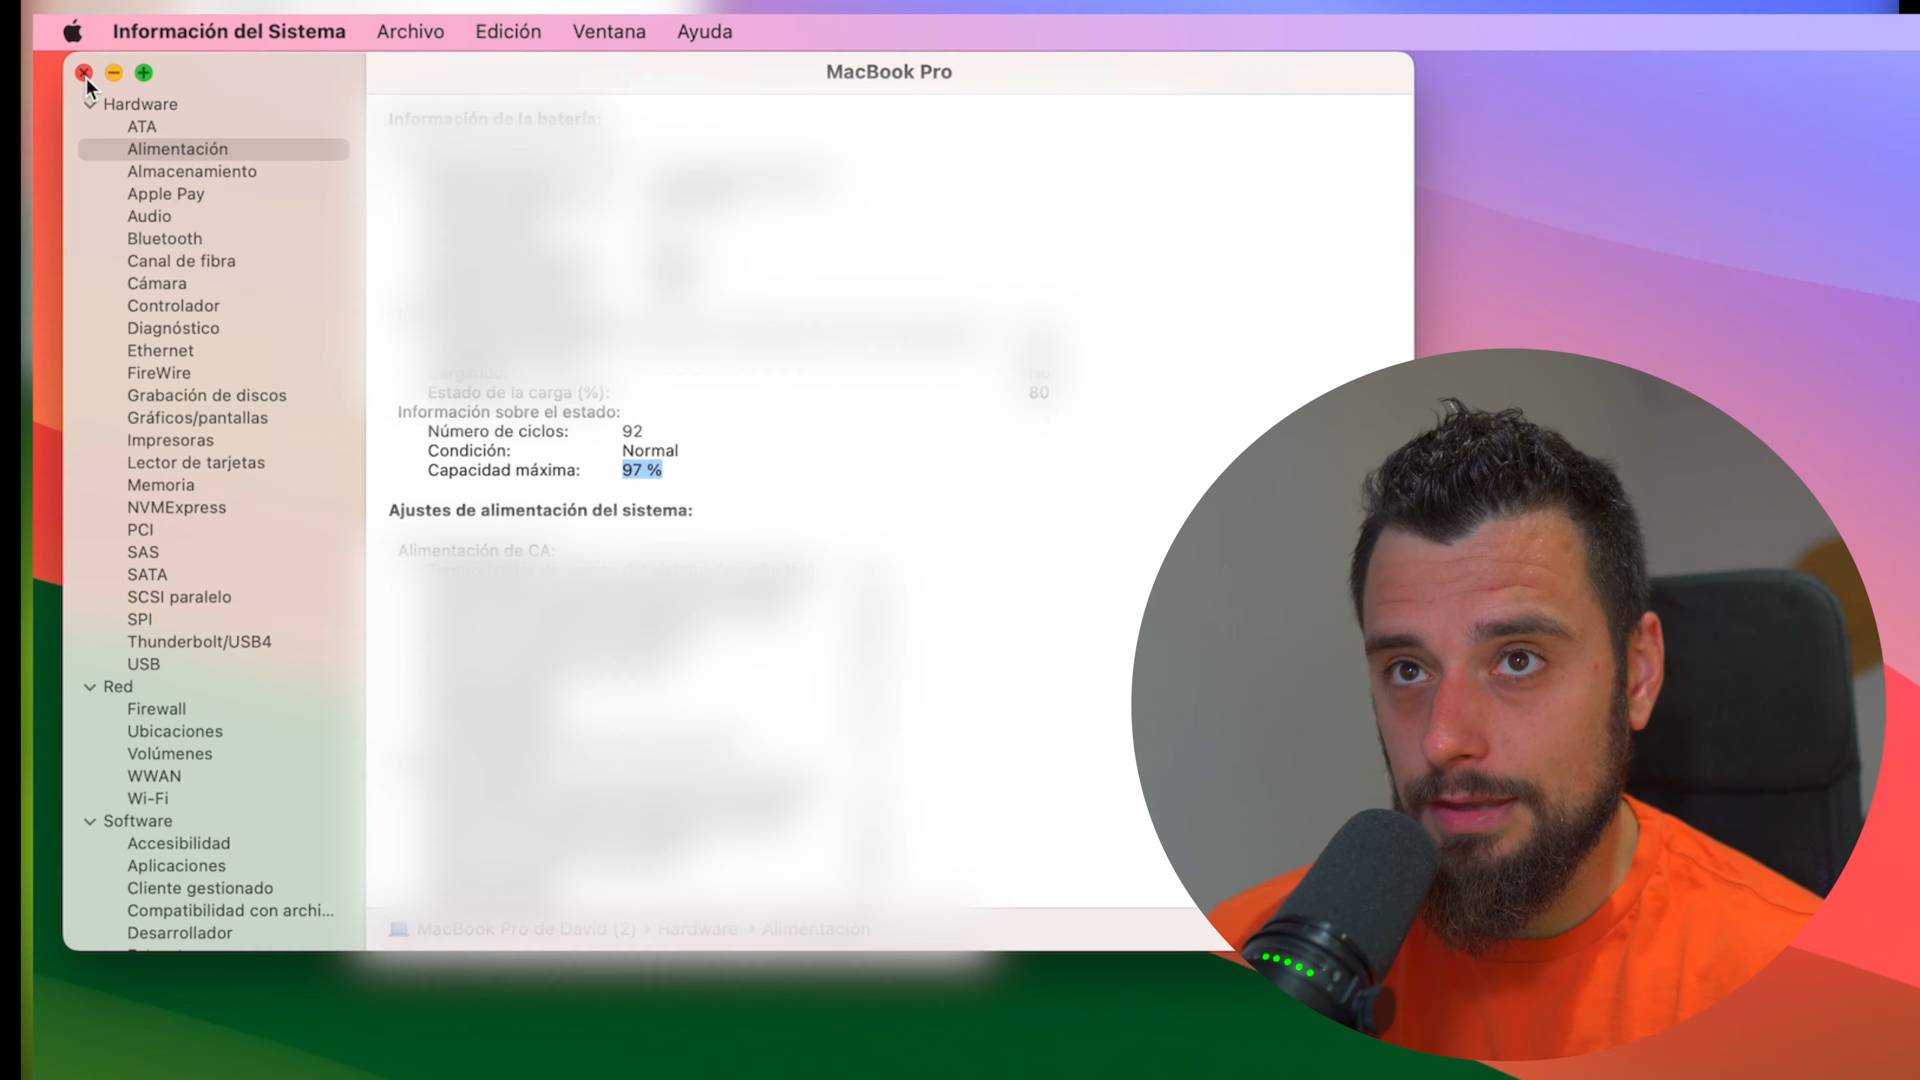 Información del Sistema Archivo Edición Ventana Ayuda
MacBook Pro
Hardware
ATA
Alimentación
Almacenamiento
Apple Pay
Audio
Bluetooth
Canal de fibra
Cámara
Controlador
Diagnóstico
Ethernet
FireWire
Grabación de discos
Gráficos/pantallas
Impresoras
Lector de tarjetas
Memoria
NVMExpress
PCI
SAS
SATA
SCSI paralelo
SPI
Thunderbolt/USB4
USB
Red
Firewall
Ubicaciones
Volúmenes
WWAN
Wi-Fi
Software
Accesibilidad
Aplicaciones
Cliente gestionado
Compatibilidad con archi...
Desarrollador
Información de la batería:
Cargando: No
Estado de la carga (%): 80
Información sobre el estado:
Número de ciclos: 92
Condición: Normal
Capacidad máxima: 97 %
Ajustes de alimentación del sistema:
Alimentación de CA:
MacBook Pro de David (2) › Hardware › Alimentación